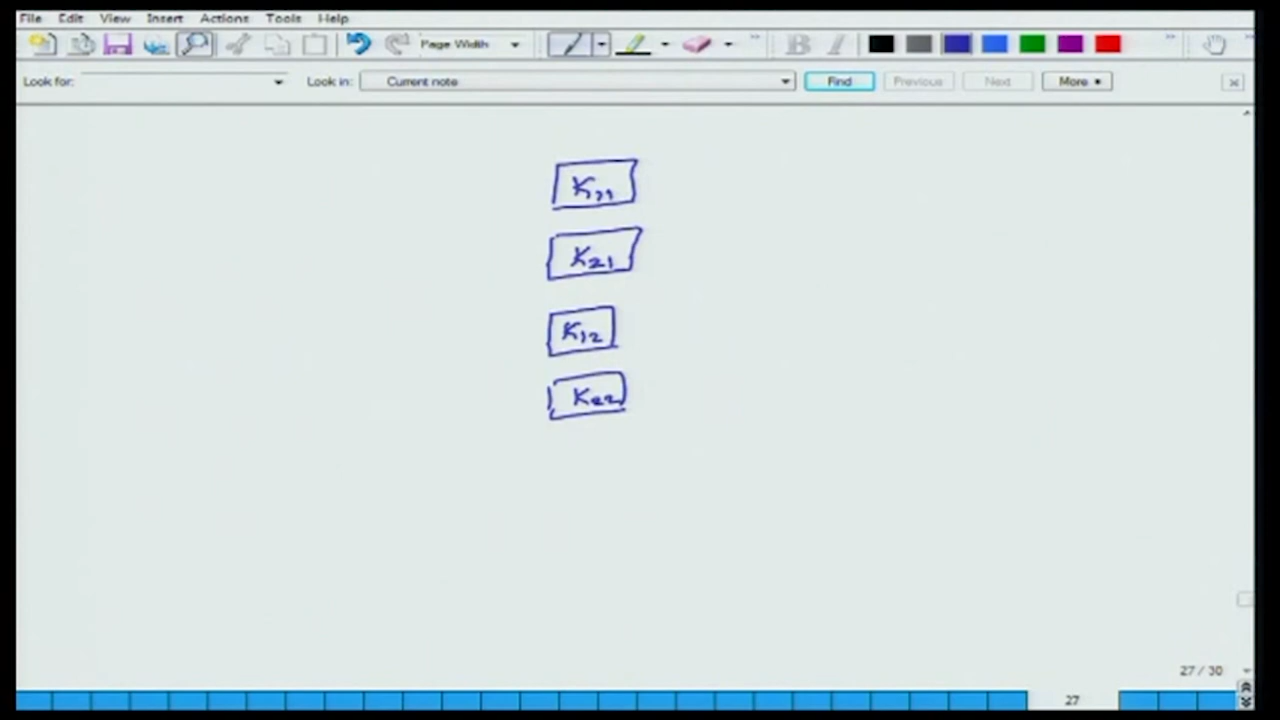 File Edit View Insert Actions Tools Help
Page Width
Look for: Look in: Current note Find Previous Next More
K11
K21
K12
K22
27 / 30
27